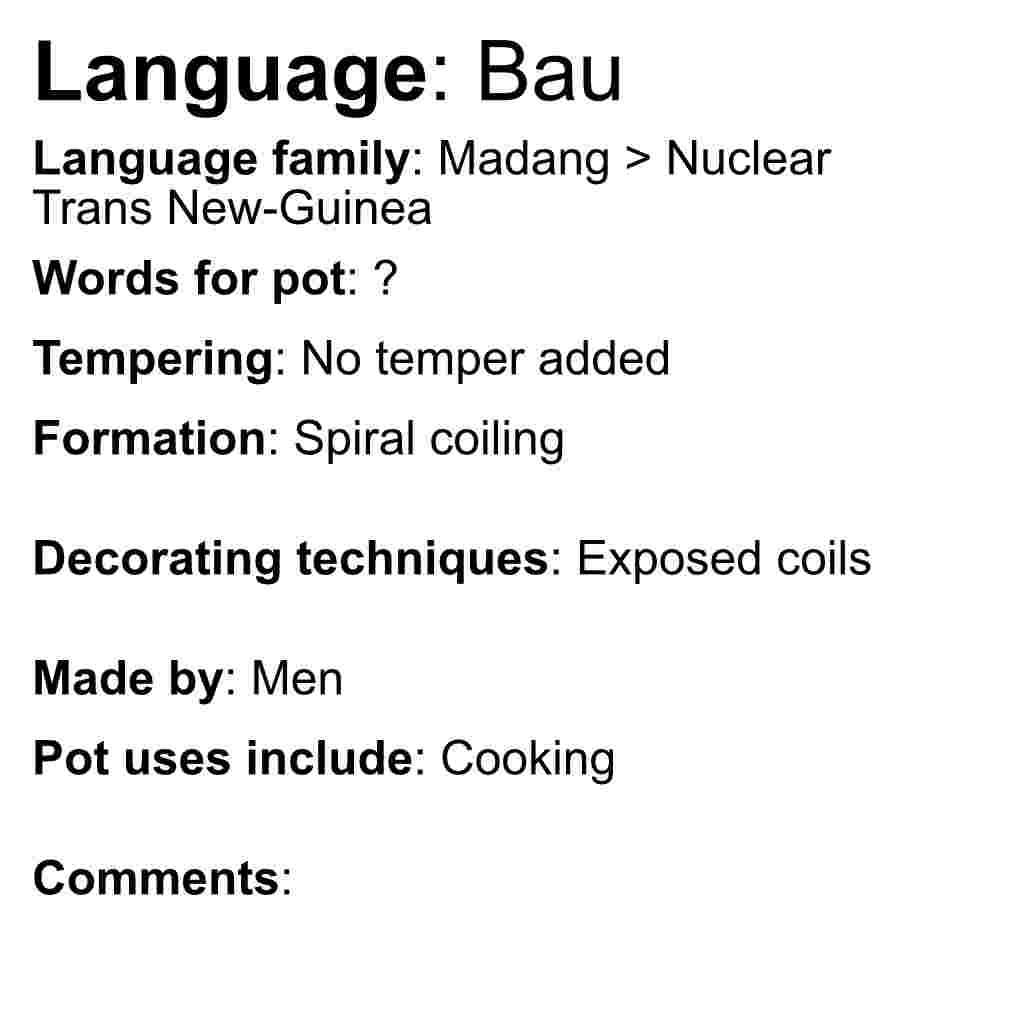 Language: Bau
Language family: Madang > Nuclear
Trans New-Guinea
Words for pot: ?
Tempering: No temper added
Formation: Spiral coiling
Decorating techniques: Exposed coils
Made by: Men
Pot uses include: Cooking
Comments: